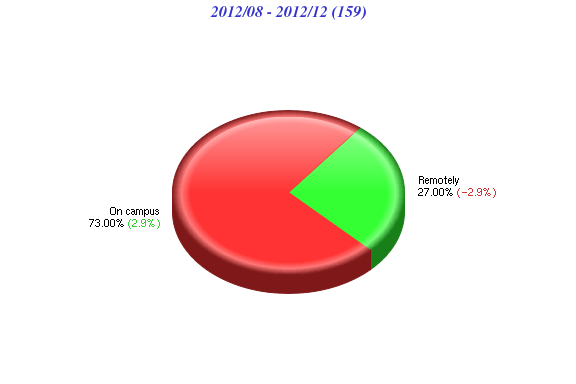 2012/08 - 2012/12 (159)
Remotely
27.00% (-2.9%)
On campus
73.00% (2.9%)